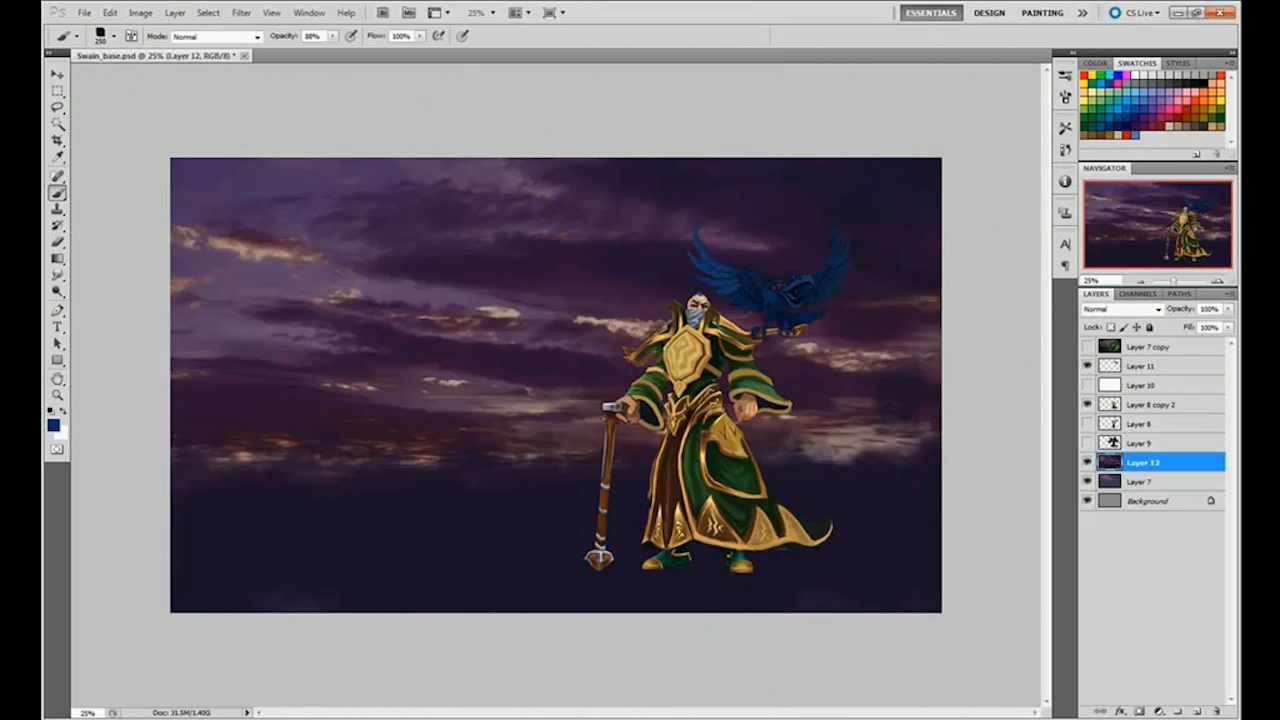 Ps File Edit Image Layer Select Filter View Window Help Br Mb 25% ESSENTIALS DESIGN PAINTING CS Live
250 Mode: Normal Opacity: 88% Flow: 100%
Swain_base.psd @ 25% (Layer 12, RGB/8) *
COLOR SWATCHES STYLES
NAVIGATOR
25%
LAYERS CHANNELS PATHS
Normal Opacity: 100%
Lock: Fill: 100%
Layer 7 copy
Layer 11
Layer 10
Layer 8 copy 2
Layer 8
Layer 9
Layer 12
Layer 7
Background
25% Doc: 31.5M/1.40G